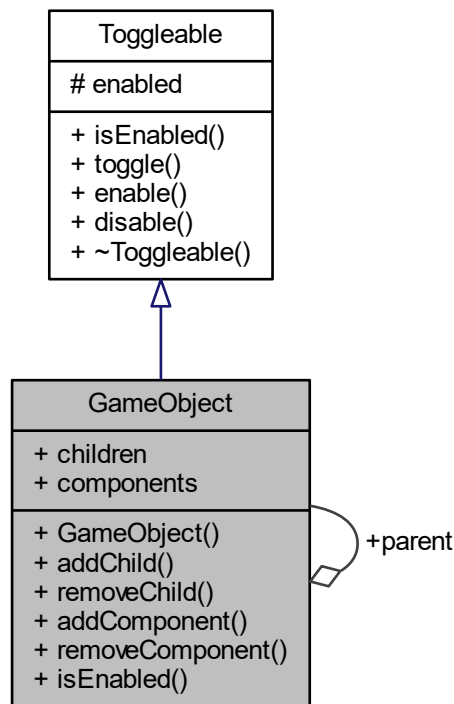 Toggleable
# enabled
+ isEnabled()
+ toggle()
+ enable()
+ disable()
+ ~Toggleable()
GameObject
+ children
+ components
+ GameObject()
+ addChild()
+ removeChild()
+ addComponent()
+ removeComponent()
+ isEnabled()
+parent